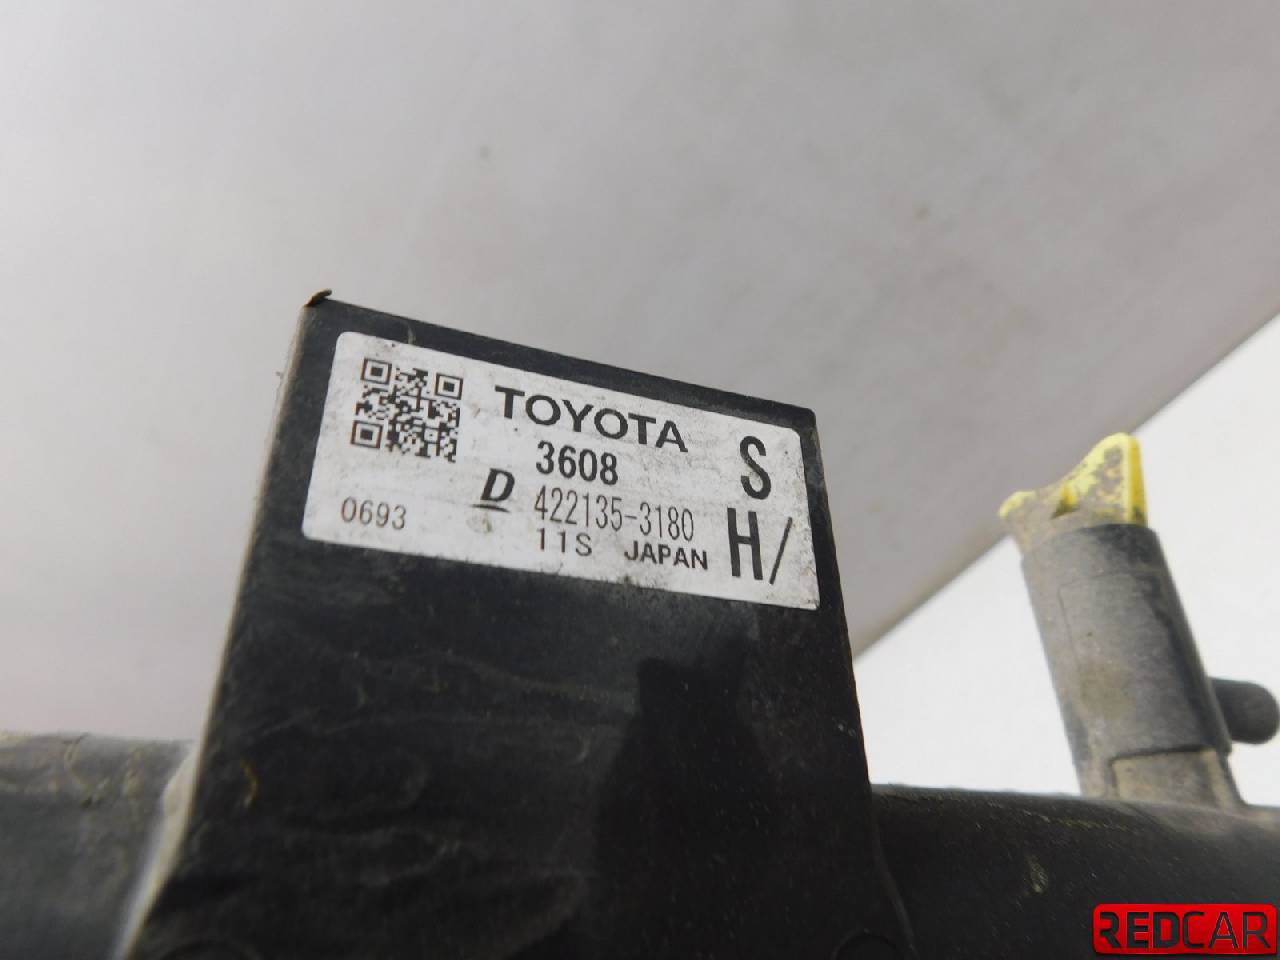 TOYOTA
3608
S
D 422135-3180
0693
11S JAPAN
H/
REDCAR